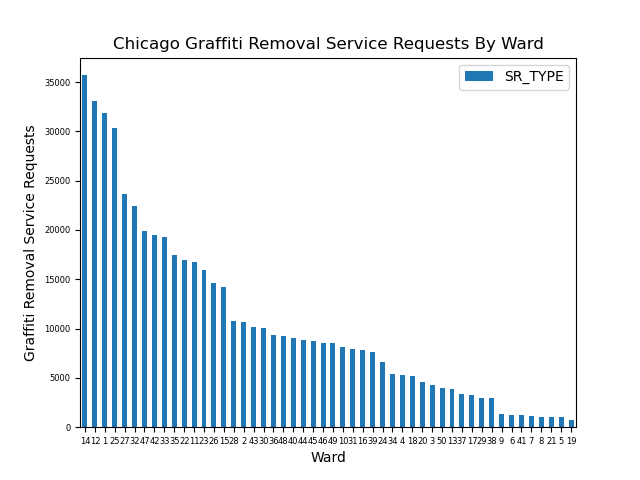 Chicago Graffiti Removal Service Requests By Ward
SR_TYPE
Graffiti Removal Service Requests
35000
30000
25000
20000
15000
10000
5000
0
14 12 1 25 27 32 47 42 33 35 22 11 23 26 15 28 2 43 30 36 48 40 44 45 46 49 10 31 16 39 24 34 4 18 20 3 50 13 37 17 29 38 9 6 41 7 8 21 5 19
Ward